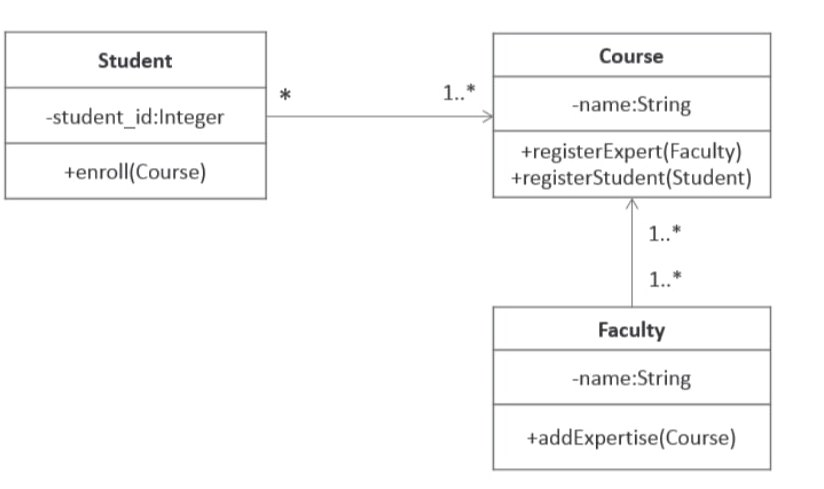 Student
-student_id:Integer
+enroll(Course)
*
1..*
Course
-name:String
+registerExpert(Faculty)
+registerStudent(Student)
1..*
1..*
Faculty
-name:String
+addExpertise(Course)